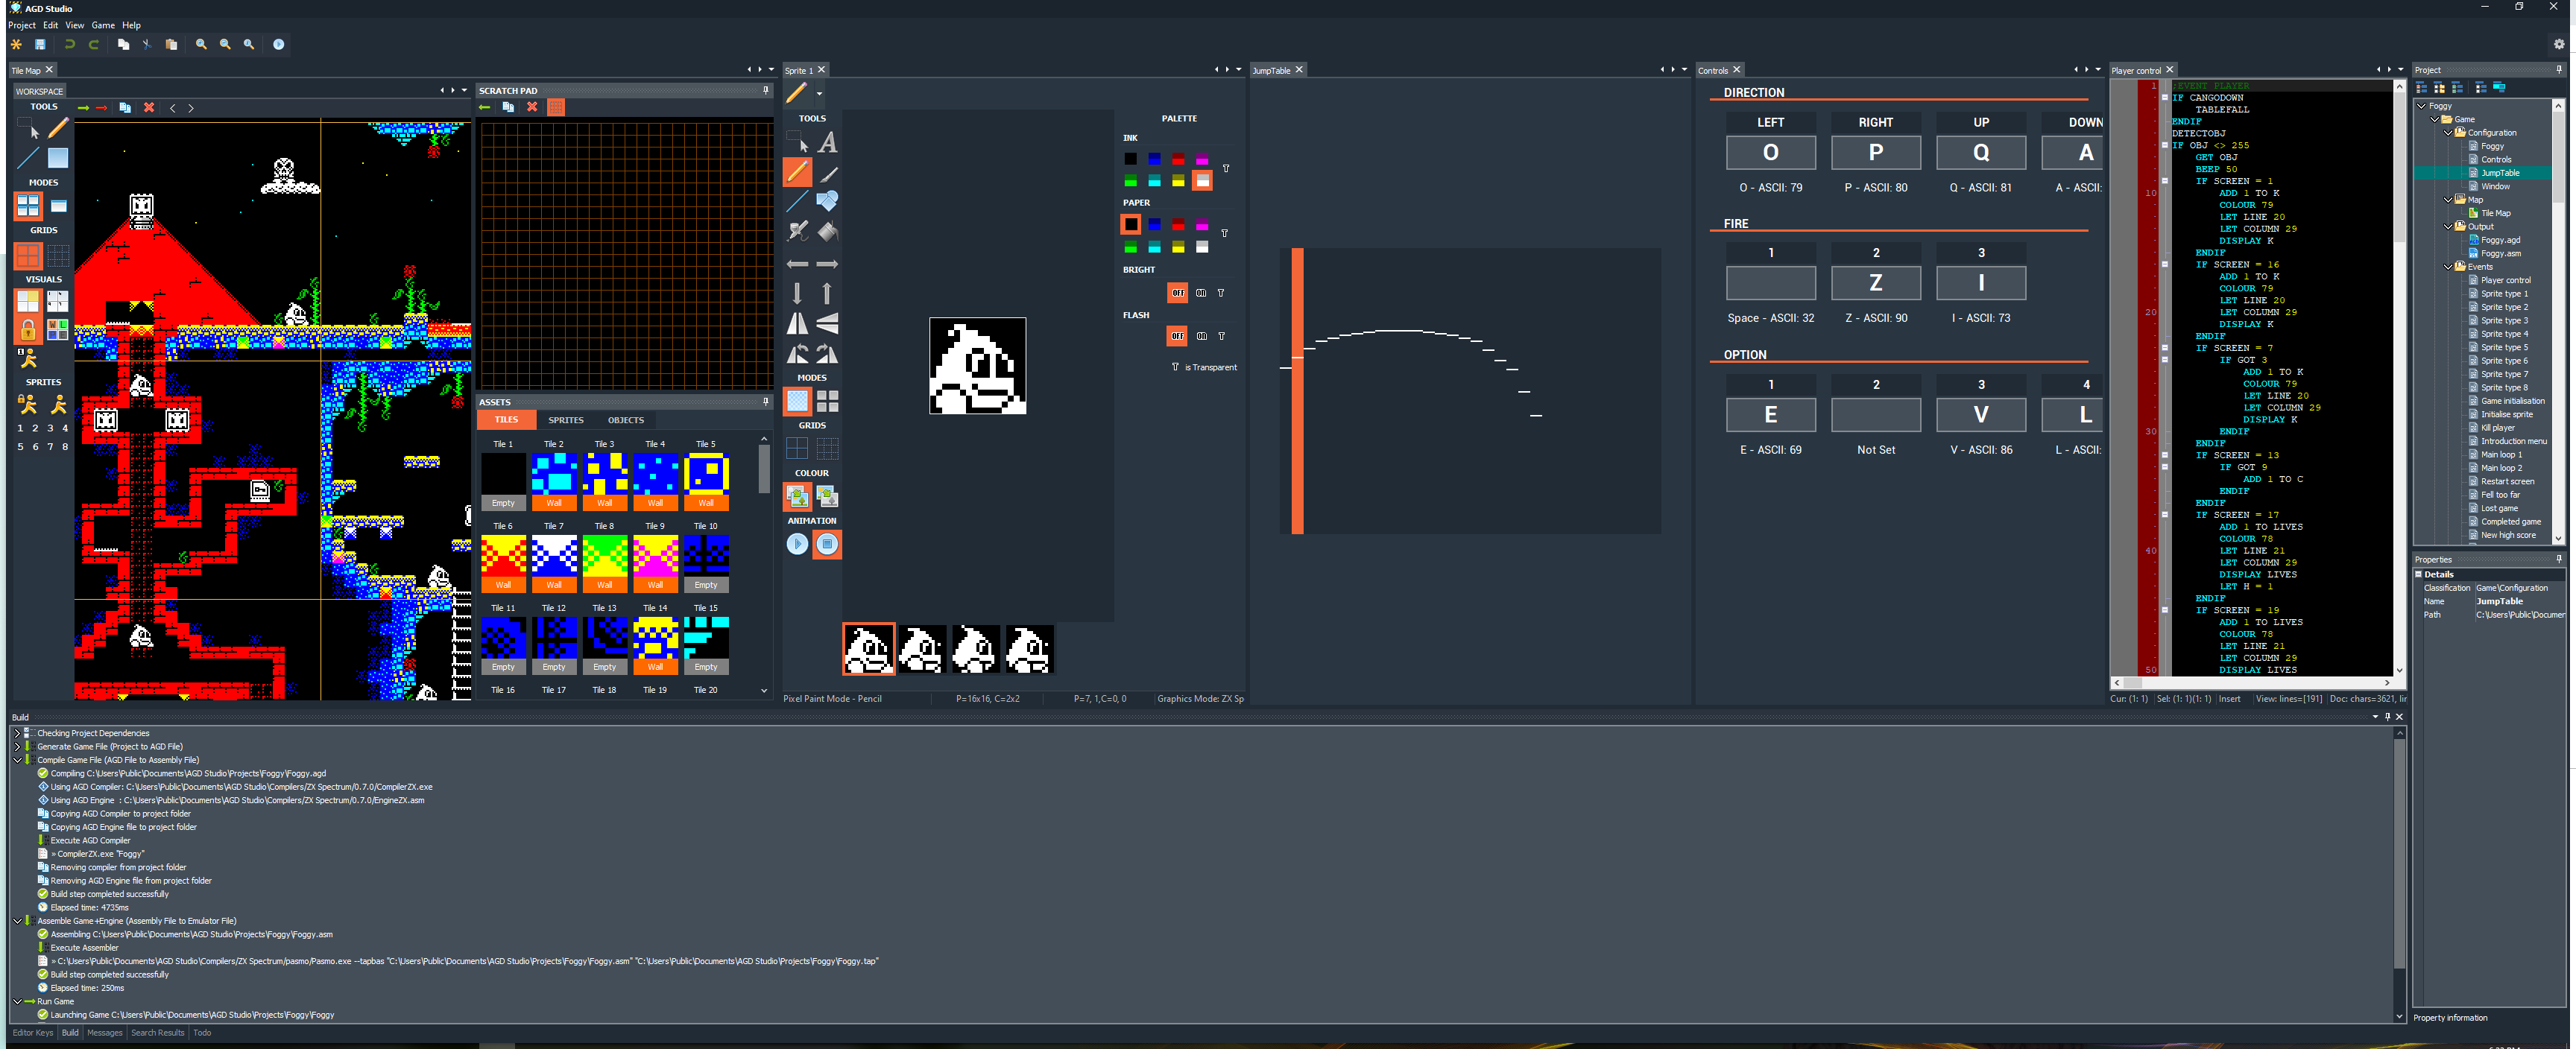 AGD Studio
Project Edit View Game Help
Tile Map
WORKSPACE
TOOLS
MODES
GRIDS
VISUALS
SPRITES
1 2 3 4
5 6 7 8
SCRATCH PAD
ASSETS
TILES SPRITES OBJECTS
Tile 1 Tile 2 Tile 3 Tile 4 Tile 5
Empty Wall Wall Wall Wall
Tile 6 Tile 7 Tile 8 Tile 9 Tile 10
Wall Wall Wall Wall Empty
Tile 11 Tile 12 Tile 13 Tile 14 Tile 15
Empty Empty Empty Wall Empty
Tile 16 Tile 17 Tile 18 Tile 19 Tile 20
Sprite 1
TOOLS
MODES
GRIDS
COLOUR
ANIMATION
PALETTE
INK
T
PAPER
T
BRIGHT
OFF ON T
FLASH
OFF ON T
T is Transparent
Pixel Paint Mode - Pencil P=16x16, C=2x2 P=7, 1,C=0, 0 Graphics Mode: ZX Sp
JumpTable
Controls
DIRECTION
LEFT RIGHT UP DOWN
O P Q A
O - ASCII: 79 P - ASCII: 80 Q - ASCII: 81 A - ASCII:
FIRE
1 2 3
Z I
Space - ASCII: 32 Z - ASCII: 90 I - ASCII: 73
OPTION
1 2 3 4
E V L
E - ASCII: 69 Not Set V - ASCII: 86 L - ASCII:
Player control
1 ;EVENT PLAYER
IF CANGODOWN
TABLEFALL
ENDIF
DETECTOBJ
IF OBJ <> 255
GET OBJ
BEEP 50
IF SCREEN = 1
10 ADD 1 TO K
COLOUR 79
LET LINE 20
LET COLUMN 29
DISPLAY K
ENDIF
IF SCREEN = 16
ADD 1 TO K
COLOUR 79
LET LINE 20
20 LET COLUMN 29
DISPLAY K
ENDIF
IF SCREEN = 7
IF GOT 3
ADD 1 TO K
COLOUR 79
LET LINE 20
LET COLUMN 29
DISPLAY K
30 ENDIF
ENDIF
IF SCREEN = 13
IF GOT 9
ADD 1 TO C
ENDIF
ENDIF
IF SCREEN = 17
ADD 1 TO LIVES
COLOUR 78
40 LET LINE 21
LET COLUMN 29
DISPLAY LIVES
LET H = 1
ENDIF
IF SCREEN = 19
ADD 1 TO LIVES
COLOUR 78
LET LINE 21
LET COLUMN 29
50 DISPLAY LIVES
Cur: (1: 1) Sel: (1: 1)(1: 1) Insert View: lines=[191] Doc: chars=3621, lir
Project
Foggy
Game
Configuration
Foggy
Controls
JumpTable
Window
Map
Tile Map
Output
Foggy.agd
Foggy.asm
Events
Player control
Sprite type 1
Sprite type 2
Sprite type 3
Sprite type 4
Sprite type 5
Sprite type 6
Sprite type 7
Sprite type 8
Game initialisation
Initialise sprite
Kill player
Introduction menu
Main loop 1
Main loop 2
Restart screen
Fell too far
Lost game
Completed game
New high score
Properties
Details
Classification Game\Configuration
Name JumpTable
Path C:\Users\Public\Documer
Property information
Build
Checking Project Dependencies
Generate Game File (Project to AGD File)
Compile Game File (AGD File to Assembly File)
Compiling C:\Users\Public\Documents\AGD Studio\Projects\Foggy\Foggy.agd
Using AGD Compiler: C:\Users\Public\Documents\AGD Studio\Compilers/ZX Spectrum/0.7.0/CompilerZX.exe
Using AGD Engine : C:\Users\Public\Documents\AGD Studio\Compilers/ZX Spectrum/0.7.0/EngineZX.asm
Copying AGD Compiler to project folder
Copying AGD Engine file to project folder
Execute AGD Compiler
» CompilerZX.exe "Foggy"
Removing compiler from project folder
Removing AGD Engine file from project folder
Build step completed successfully
Elapsed time: 4735ms
Assemble Game+Engine (Assembly File to Emulator File)
Assembling C:\Users\Public\Documents\AGD Studio\Projects\Foggy\Foggy.asm
Execute Assembler
» C:\Users\Public\Documents\AGD Studio\Compilers/ZX Spectrum/pasmo/Pasmo.exe --tapbas "C:\Users\Public\Documents\AGD Studio\Projects\Foggy\Foggy.asm" "C:\Users\Public\Documents\AGD Studio\Projects\Foggy\Foggy.tap"
Build step completed successfully
Elapsed time: 250ms
Run Game
Launching Game C:\Users\Public\Documents\AGD Studio\Projects\Foggy\Foggy
Editor Keys Build Messages Search Results Todo